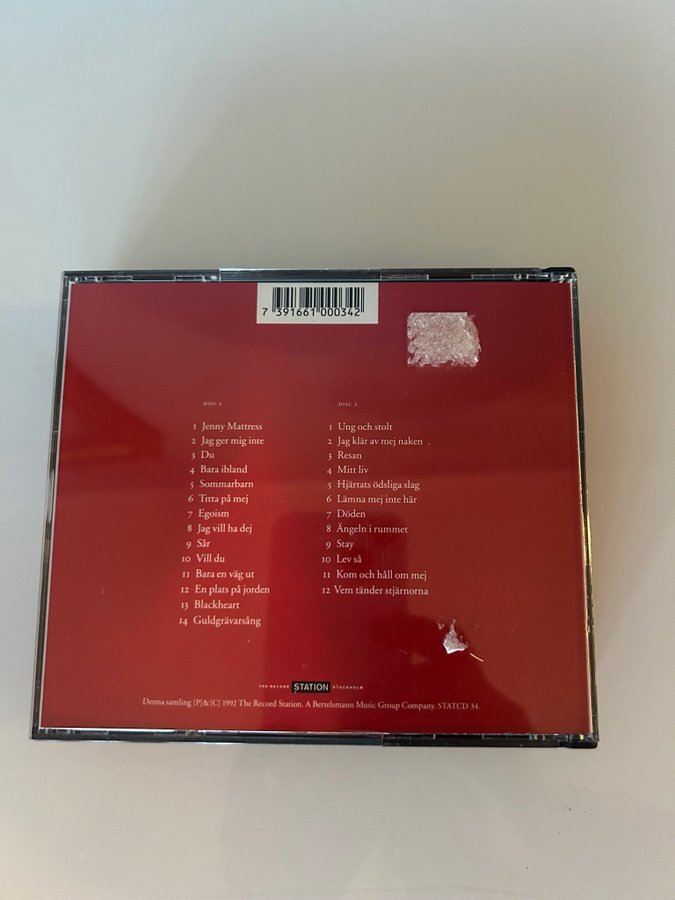 7 391661 000342
DISC 1
1 Jenny Mattress
2 Jag ger mig inte
3 Du
4 Bara ibland
5 Sommarbarn
6 Titta på mej
7 Egoism
8 Jag vill ha dej
9 Sår
10 Vill du
11 Bara en väg ut
12 En plats på jorden
13 Blackheart
14 Guldgrävarsång
DISC 2
1 Ung och stolt
2 Jag klär av mej naken
3 Resan
4 Mitt liv
5 Hjärtats ödsliga slag
6 Lämna mej inte här
7 Döden
8 Ängeln i rummet
9 Stay
10 Lev så
11 Kom och håll om mej
12 Vem tänder stjärnorna
THE RECORD STATION STOCKHOLM
Denna samling [P] & [C] 1992 The Record Station. A Bertelsmann Music Group Company. STATCD 34.